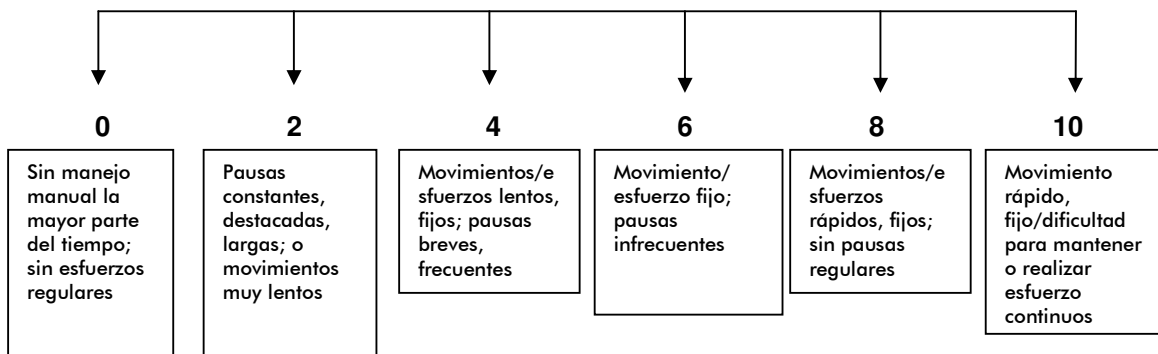 0
Sin manejo
manual la
mayor parte
del tiempo;
sin esfuerzos
regulares
2
Pausas
constantes,
destacadas,
largas; o
movimientos
muy lentos
4
Movimientos/e
sfuerzos lentos,
fijos; pausas
breves,
frecuentes
6
Movimiento/
esfuerzo fijo;
pausas
infrecuentes
8
Movimientos/e
sfuerzos
rápidos, fijos;
sin pausas
regulares
10
Movimiento
rápido,
fijo/dificultad
para mantener
o realizar
esfuerzo
continuos